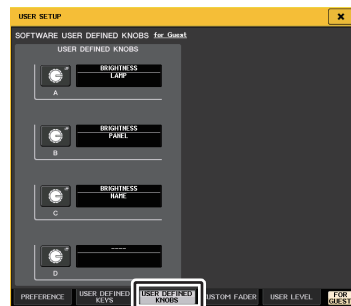 USER SETUP
SOFTWARE USER DEFINED KNOBS for Guest
USER DEFINED KNOBS
BRIGHTNESS
LAMP
A
BRIGHTNESS
PANEL
B
BRIGHTNESS
NAME
C
----
D
PREFERENCE
USER DEFINED
KEYS
USER DEFINED
KNOBS
USTOM FADER
USER LEVEL
FOR
GUEST